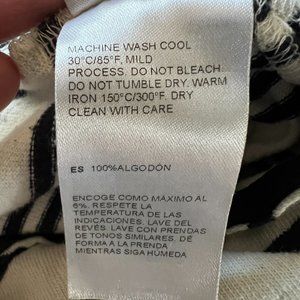 MACHINE WASH COOL
30°C/85°F, MILD
PROCESS. DO NOT BLEACH.
DO NOT TUMBLE DRY. WARM
IRON 150°C/300°F. DRY
CLEAN WITH CARE
ES 100%ALGODÓN
ENCOGE COMO MÁXIMO AL
6%. RESPETE LA
TEMPERATURA DE LAS
INDICACIONES. LAVE DEL
REVÉS. LAVE CON PRENDAS
DE TONOS SIMILARES. DÉ
FORMA A LA PRENDA
MIENTRAS SIGA HÚMEDA